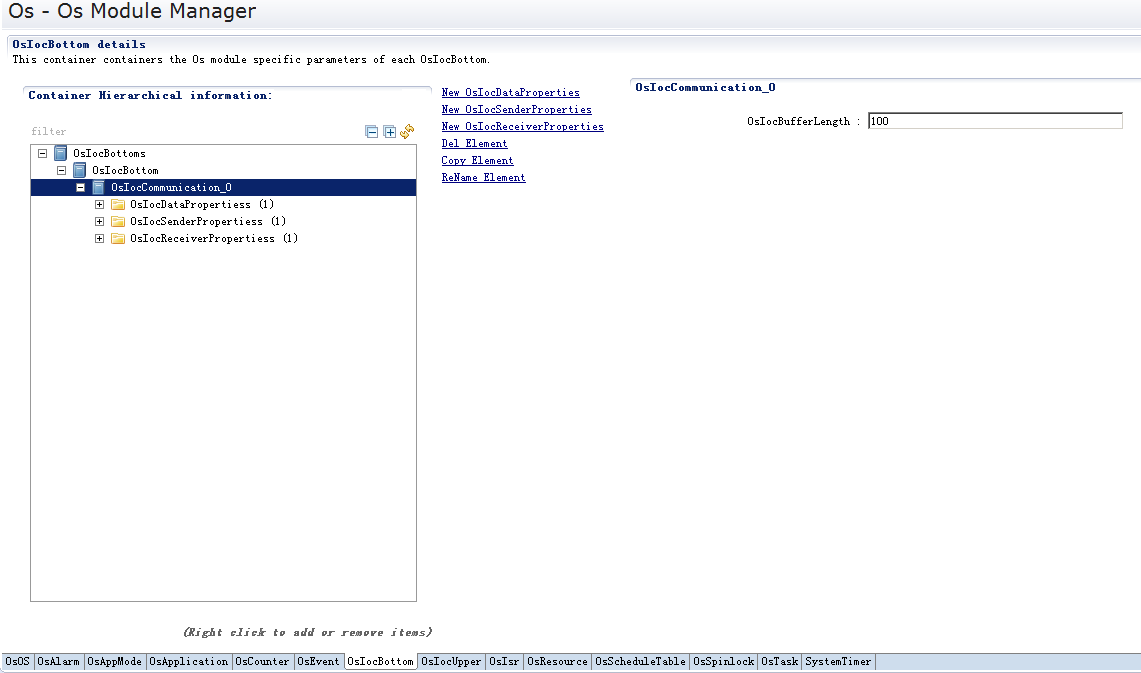 Os - Os Module Manager
OsIocBottom details
This container containers the Os module specific parameters of each OsIocBottom.
Container Hierarchical information:
filter
OsIocBottoms
OsIocBottom
OsIocCommunication_0
OsIocDataPropertiess (1)
OsIocSenderPropertiess (1)
OsIocReceiverPropertiess (1)
(Right click to add or remove items)
New OsIocDataProperties
New OsIocSenderProperties
New OsIocReceiverProperties
Del Element
Copy Element
ReName Element
OsIocCommunication_0
OsIocBufferLength : 100
OsOS OsAlarm OsAppMode OsApplication OsCounter OsEvent OsIocBottom OsIocUpper OsIsr OsResource OsScheduleTable OsSpinlock OsTask SystemTimer